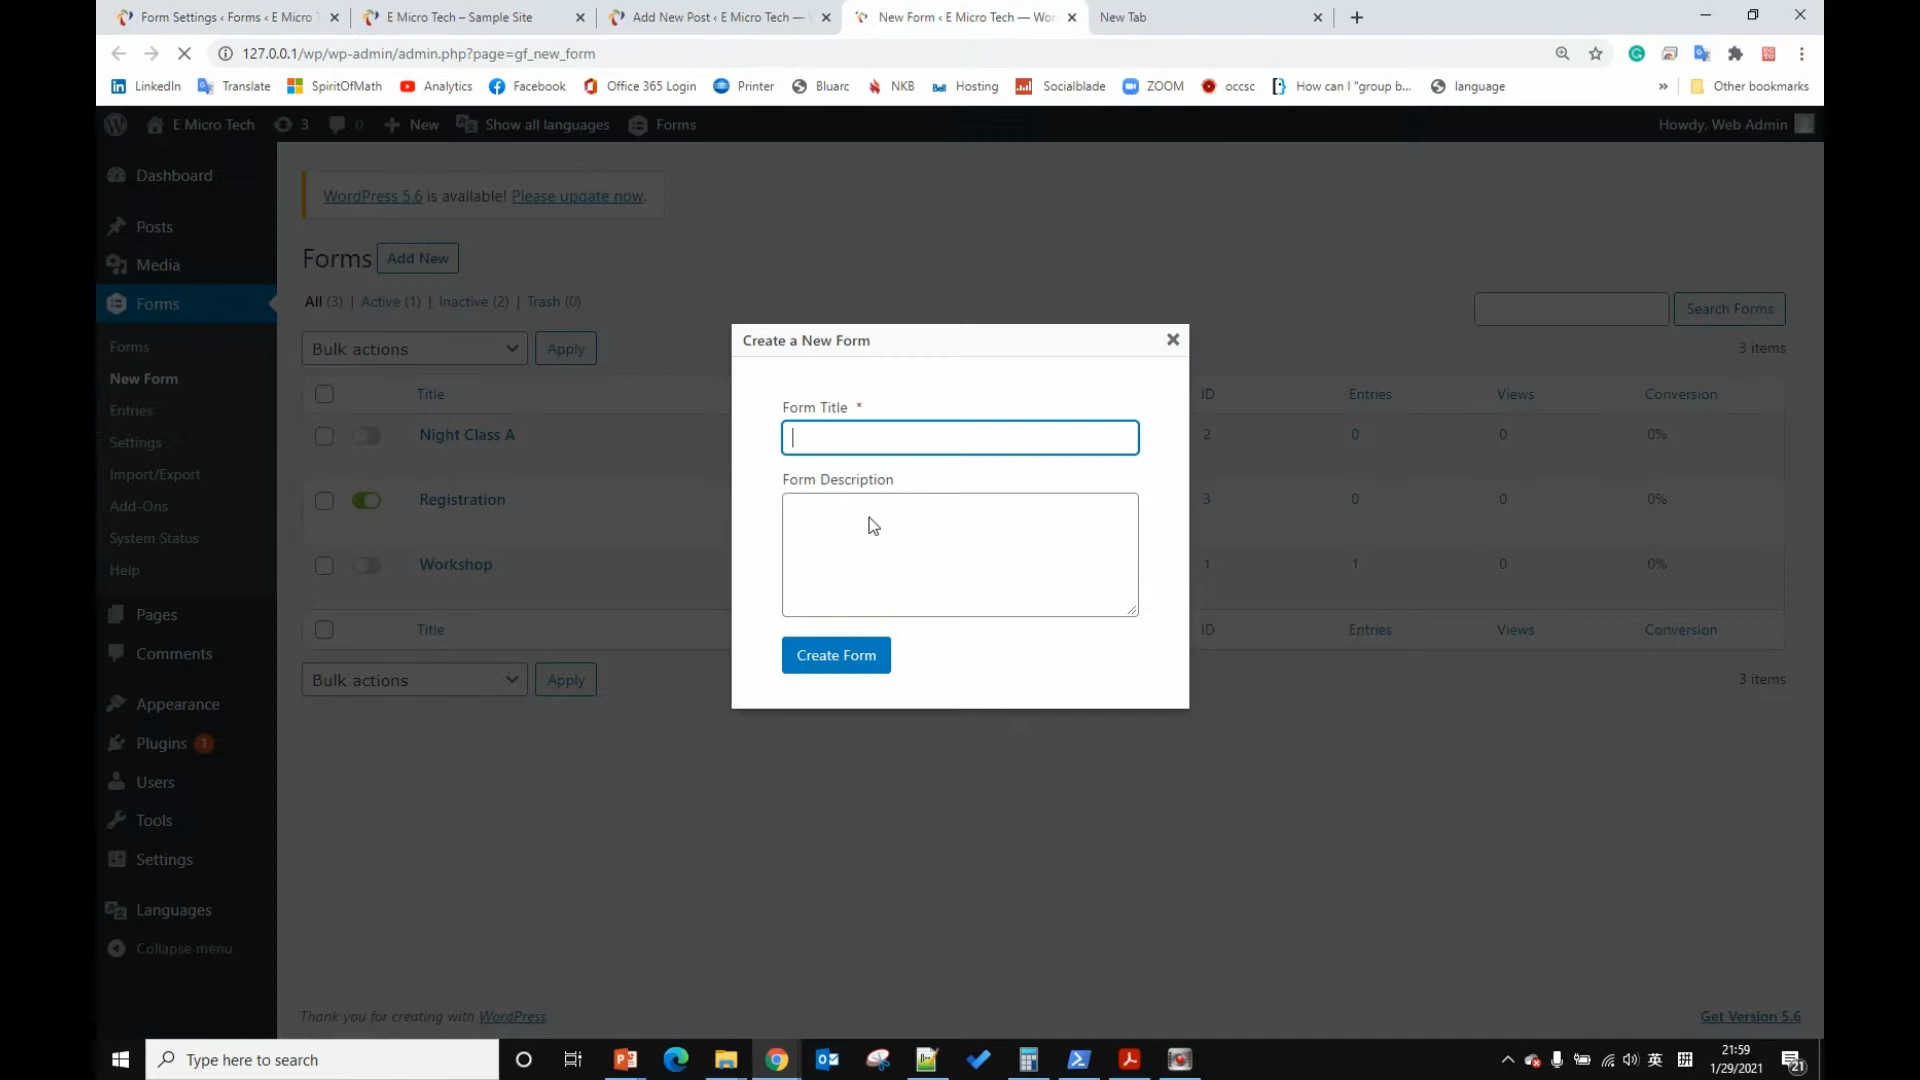 Form Settings ‹ Forms ‹ E Micro T
E Micro Tech – Sample Site
Add New Post ‹ E Micro Tech —
New Form ‹ E Micro Tech — Wor
New Tab
127.0.0.1/wp/wp-admin/admin.php?page=gf_new_form
LinkedIn
Translate
SpiritOfMath
Analytics
Facebook
Office 365 Login
Printer
Bluarc
NKB
Hosting
Socialblade
ZOOM
occsc
How can I "group b...
language
»
Other bookmarks
E Micro Tech
3
0
New
Show all languages
Forms
Howdy, Web Admin
Dashboard
Posts
Media
Forms
Forms
New Form
Entries
Settings
Import/Export
Add-Ons
System Status
Help
Pages
Comments
Appearance
Plugins 1
Users
Tools
Settings
Languages
Collapse menu
WordPress 5.6 is available! Please update now.
Forms
Add New
All (3) | Active (1) | Inactive (2) | Trash (0)
Search Forms
Bulk actions
Apply
3 items
Title
ID
Entries
Views
Conversion
Night Class A
2
0
0
0%
Registration
3
0
0
0%
Workshop
1
1
0
0%
Title
ID
Entries
Views
Conversion
Bulk actions
Apply
3 items
Create a New Form
Form Title *
Form Description
Create Form
Thank you for creating with WordPress.
Get Version 5.6
Type here to search
英
拼
21:59
1/29/2021
21